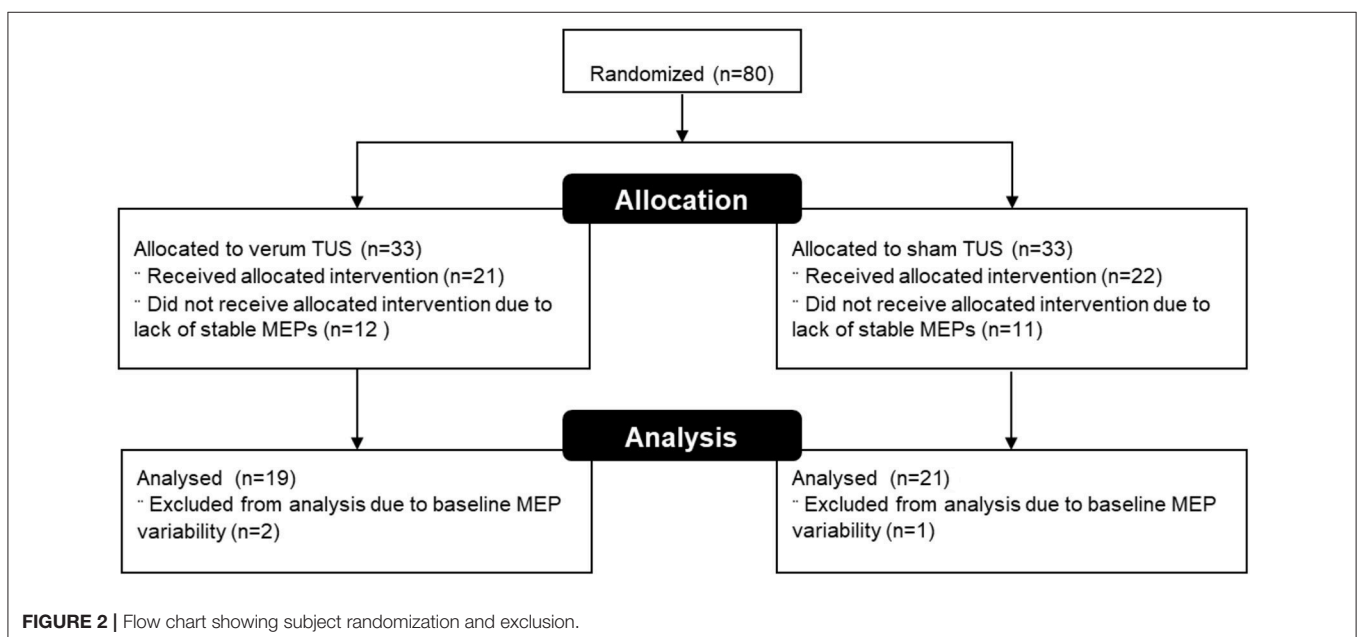 Randomized (n=80)
Allocation
Allocated to verum TUS (n=33)
¨ Received allocated intervention (n=21)
¨ Did not receive allocated intervention due to
lack of stable MEPs (n=12 )
Allocated to sham TUS (n=33)
¨ Received allocated intervention (n=22)
¨ Did not receive allocated intervention due to
lack of stable MEPs (n=11)
Analysis
Analysed (n=19)
¨ Excluded from analysis due to baseline MEP
variability (n=2)
Analysed (n=21)
¨ Excluded from analysis due to baseline MEP
variability (n=1)
FIGURE 2 | Flow chart showing subject randomization and exclusion.